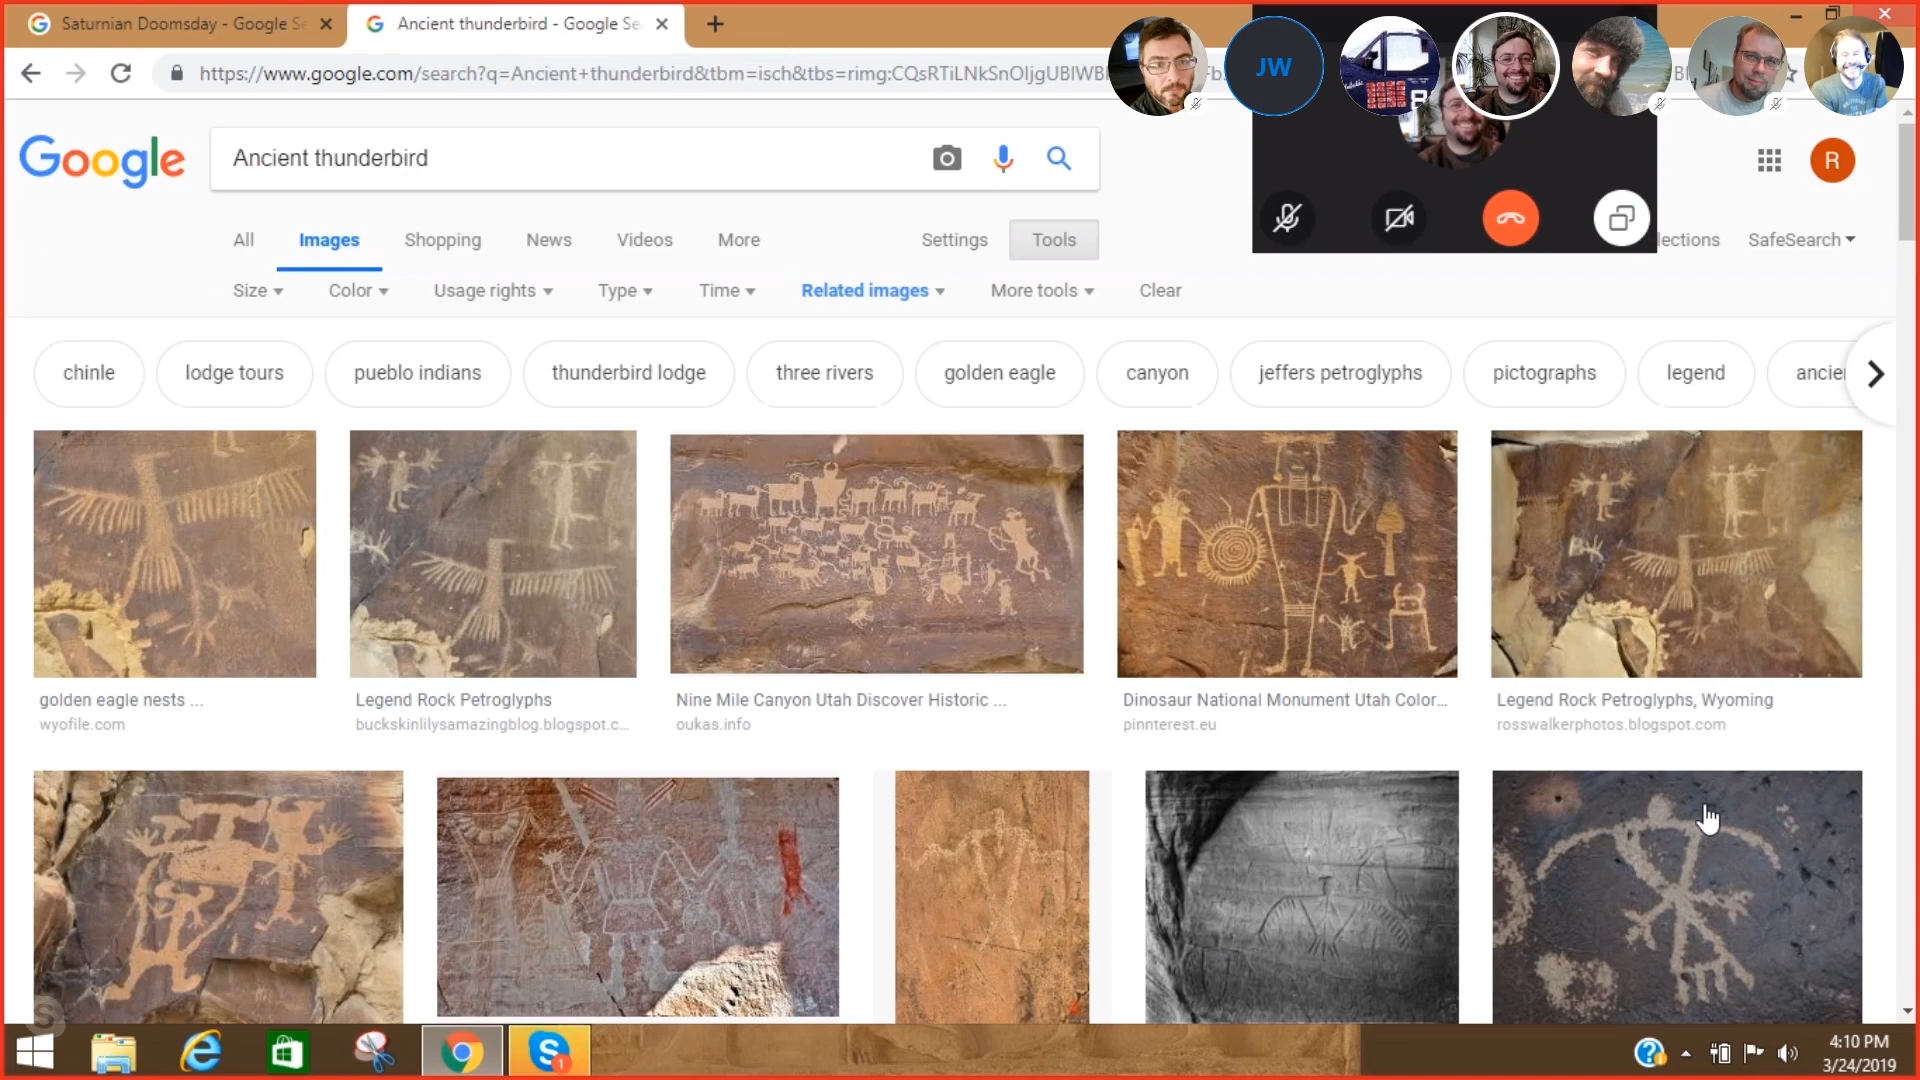 Saturnian Doomsday - Google Se
Ancient thunderbird - Google Se
https://www.google.com/search?q=Ancient+thunderbird&tbm=isch&tbs=rimg:CQsRTiLNkSnOIjgUBlWB
JW
8
Google
Ancient thunderbird
R
All Images Shopping News Videos More Settings Tools
lections SafeSearch
Size Color Usage rights Type Time Related images More tools Clear
chinle lodge tours pueblo indians thunderbird lodge three rivers golden eagle canyon jeffers petroglyphs pictographs legend ancie
golden eagle nests ...
wyofile.com
Legend Rock Petroglyphs
buckskinlilysamazingblog.blogspot.c...
Nine Mile Canyon Utah Discover Historic ...
oukas.info
Dinosaur National Monument Utah Color...
pinnterest.eu
Legend Rock Petroglyphs, Wyoming
rosswalkerphotos.blogspot.com
1
4:10 PM
3/24/2019